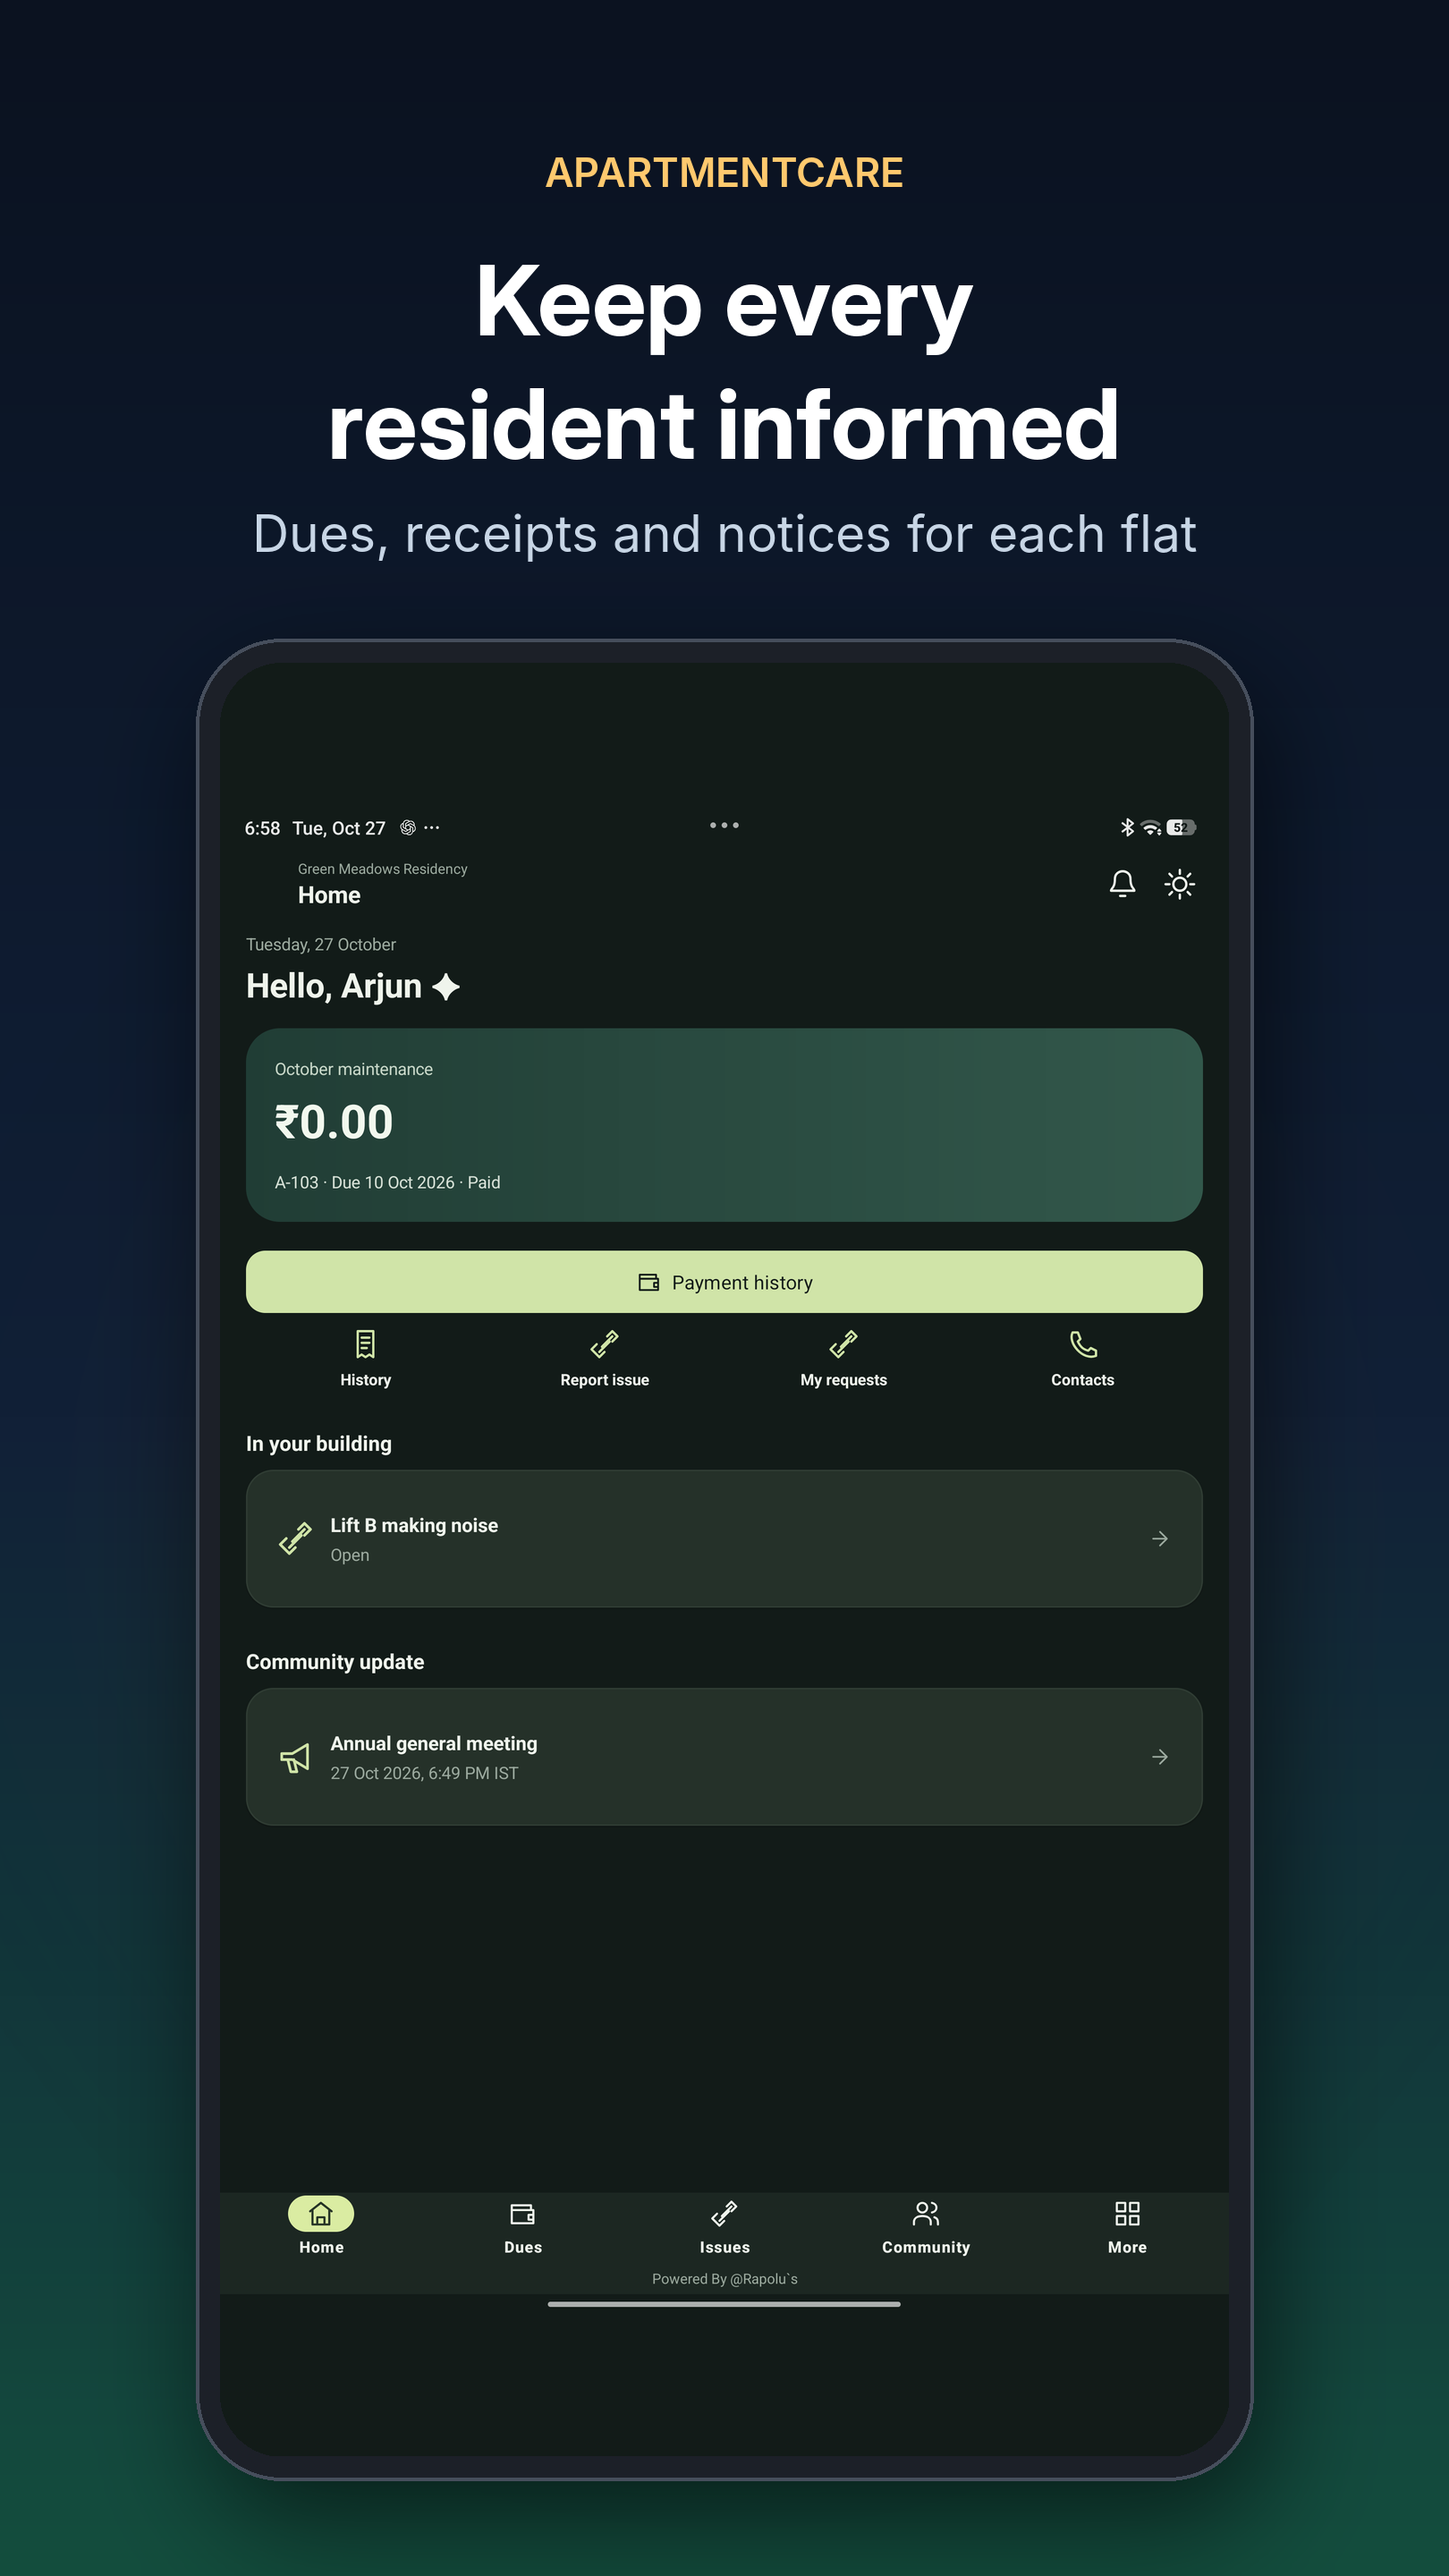 APARTMENTCARE
Keep every
resident informed
Dues, receipts and notices for each flat
6:58 Tue, Oct 27
52
Green Meadows Residency
Home
Tuesday, 27 October
Hello, Arjun
October maintenance
₹0.00
A-103 · Due 10 Oct 2026 · Paid
Payment history
History
Report issue
My requests
Contacts
In your building
Lift B making noise
Open
Community update
Annual general meeting
27 Oct 2026, 6:49 PM IST
Home
Dues
Issues
Community
More
Powered By @Rapolu`s